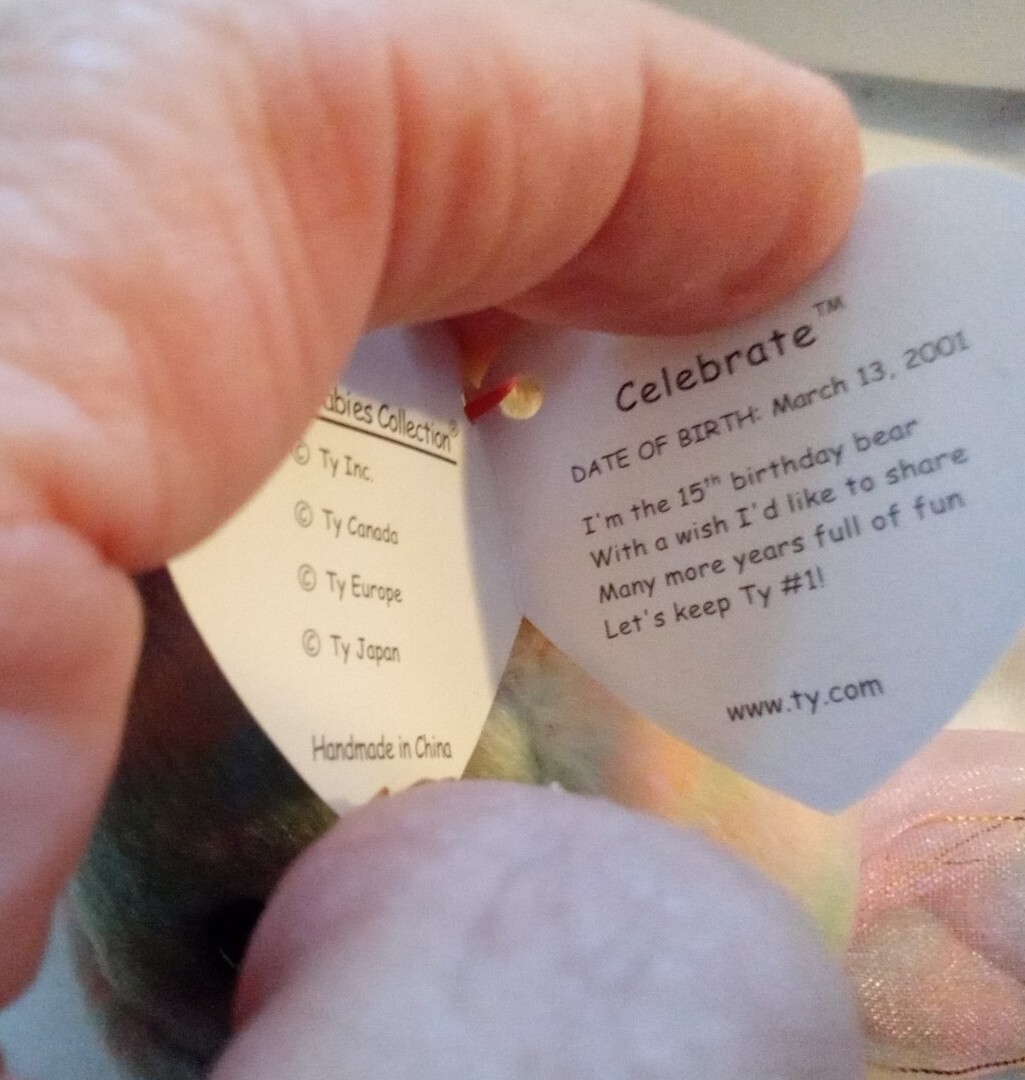 Collection®
© Ty Inc.
© Ty Canada
© Ty Europe
© Ty Japan
Handmade in China
Celebrate™
DATE OF BIRTH: March 13, 2001
I'm the 15th birthday bear
With a wish I'd like to share
Many more years full of fun
Let's keep Ty #1!
www.ty.com